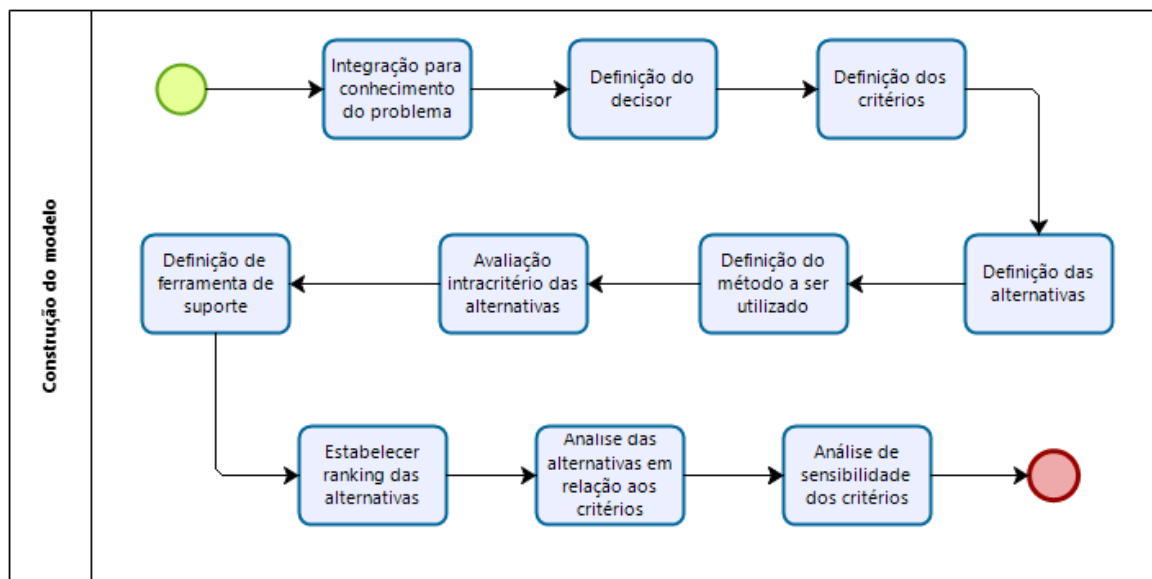 Construção do modelo
Integração para
conhecimento
do problema
Definição do
decisor
Definição dos
critérios
Definição das
alternativas
Definição do
método a ser
utilizado
Avaliação
intracritério das
alternativas
Definição de
ferramenta de
suporte
Estabelecer
ranking das
alternativas
Análise das
alternativas em
relação aos
critérios
Análise de
sensibilidade
dos critérios